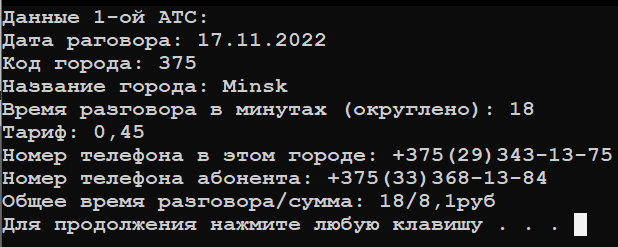 Данные 1-ой АТС:
Дата раговора: 17.11.2022
Код города: 375
Название города: Minsk
Время разговора в минутах (округлено): 18
Тариф: 0,45
Номер телефона в этом городе: +375(29)343-13-75
Номер телефона абонента: +375(33)368-13-84
Общее время разговора/сумма: 18/8,1руб
Для продолжения нажмите любую клавишу . . .